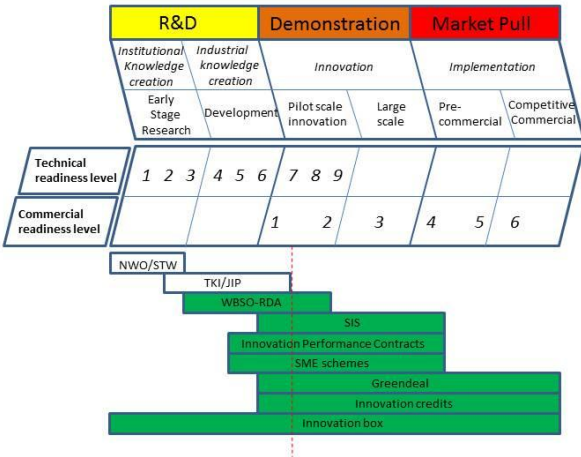 R&D Demonstration Market Pull
Institutional Knowledge creation Industrial knowledge creation Innovation Implementation
Early Stage Research Development Pilot scale innovation Large scale Pre-commercial Competitive Commercial
Technical readiness level 1 2 3 4 5 6 7 8 9
Commercial readiness level 1 2 3 4 5 6
NWO/STW
TKI/JIP
WBSO-RDA
SIS
Innovation Performance Contracts
SME schemes
Greendeal
Innovation credits
Innovation box